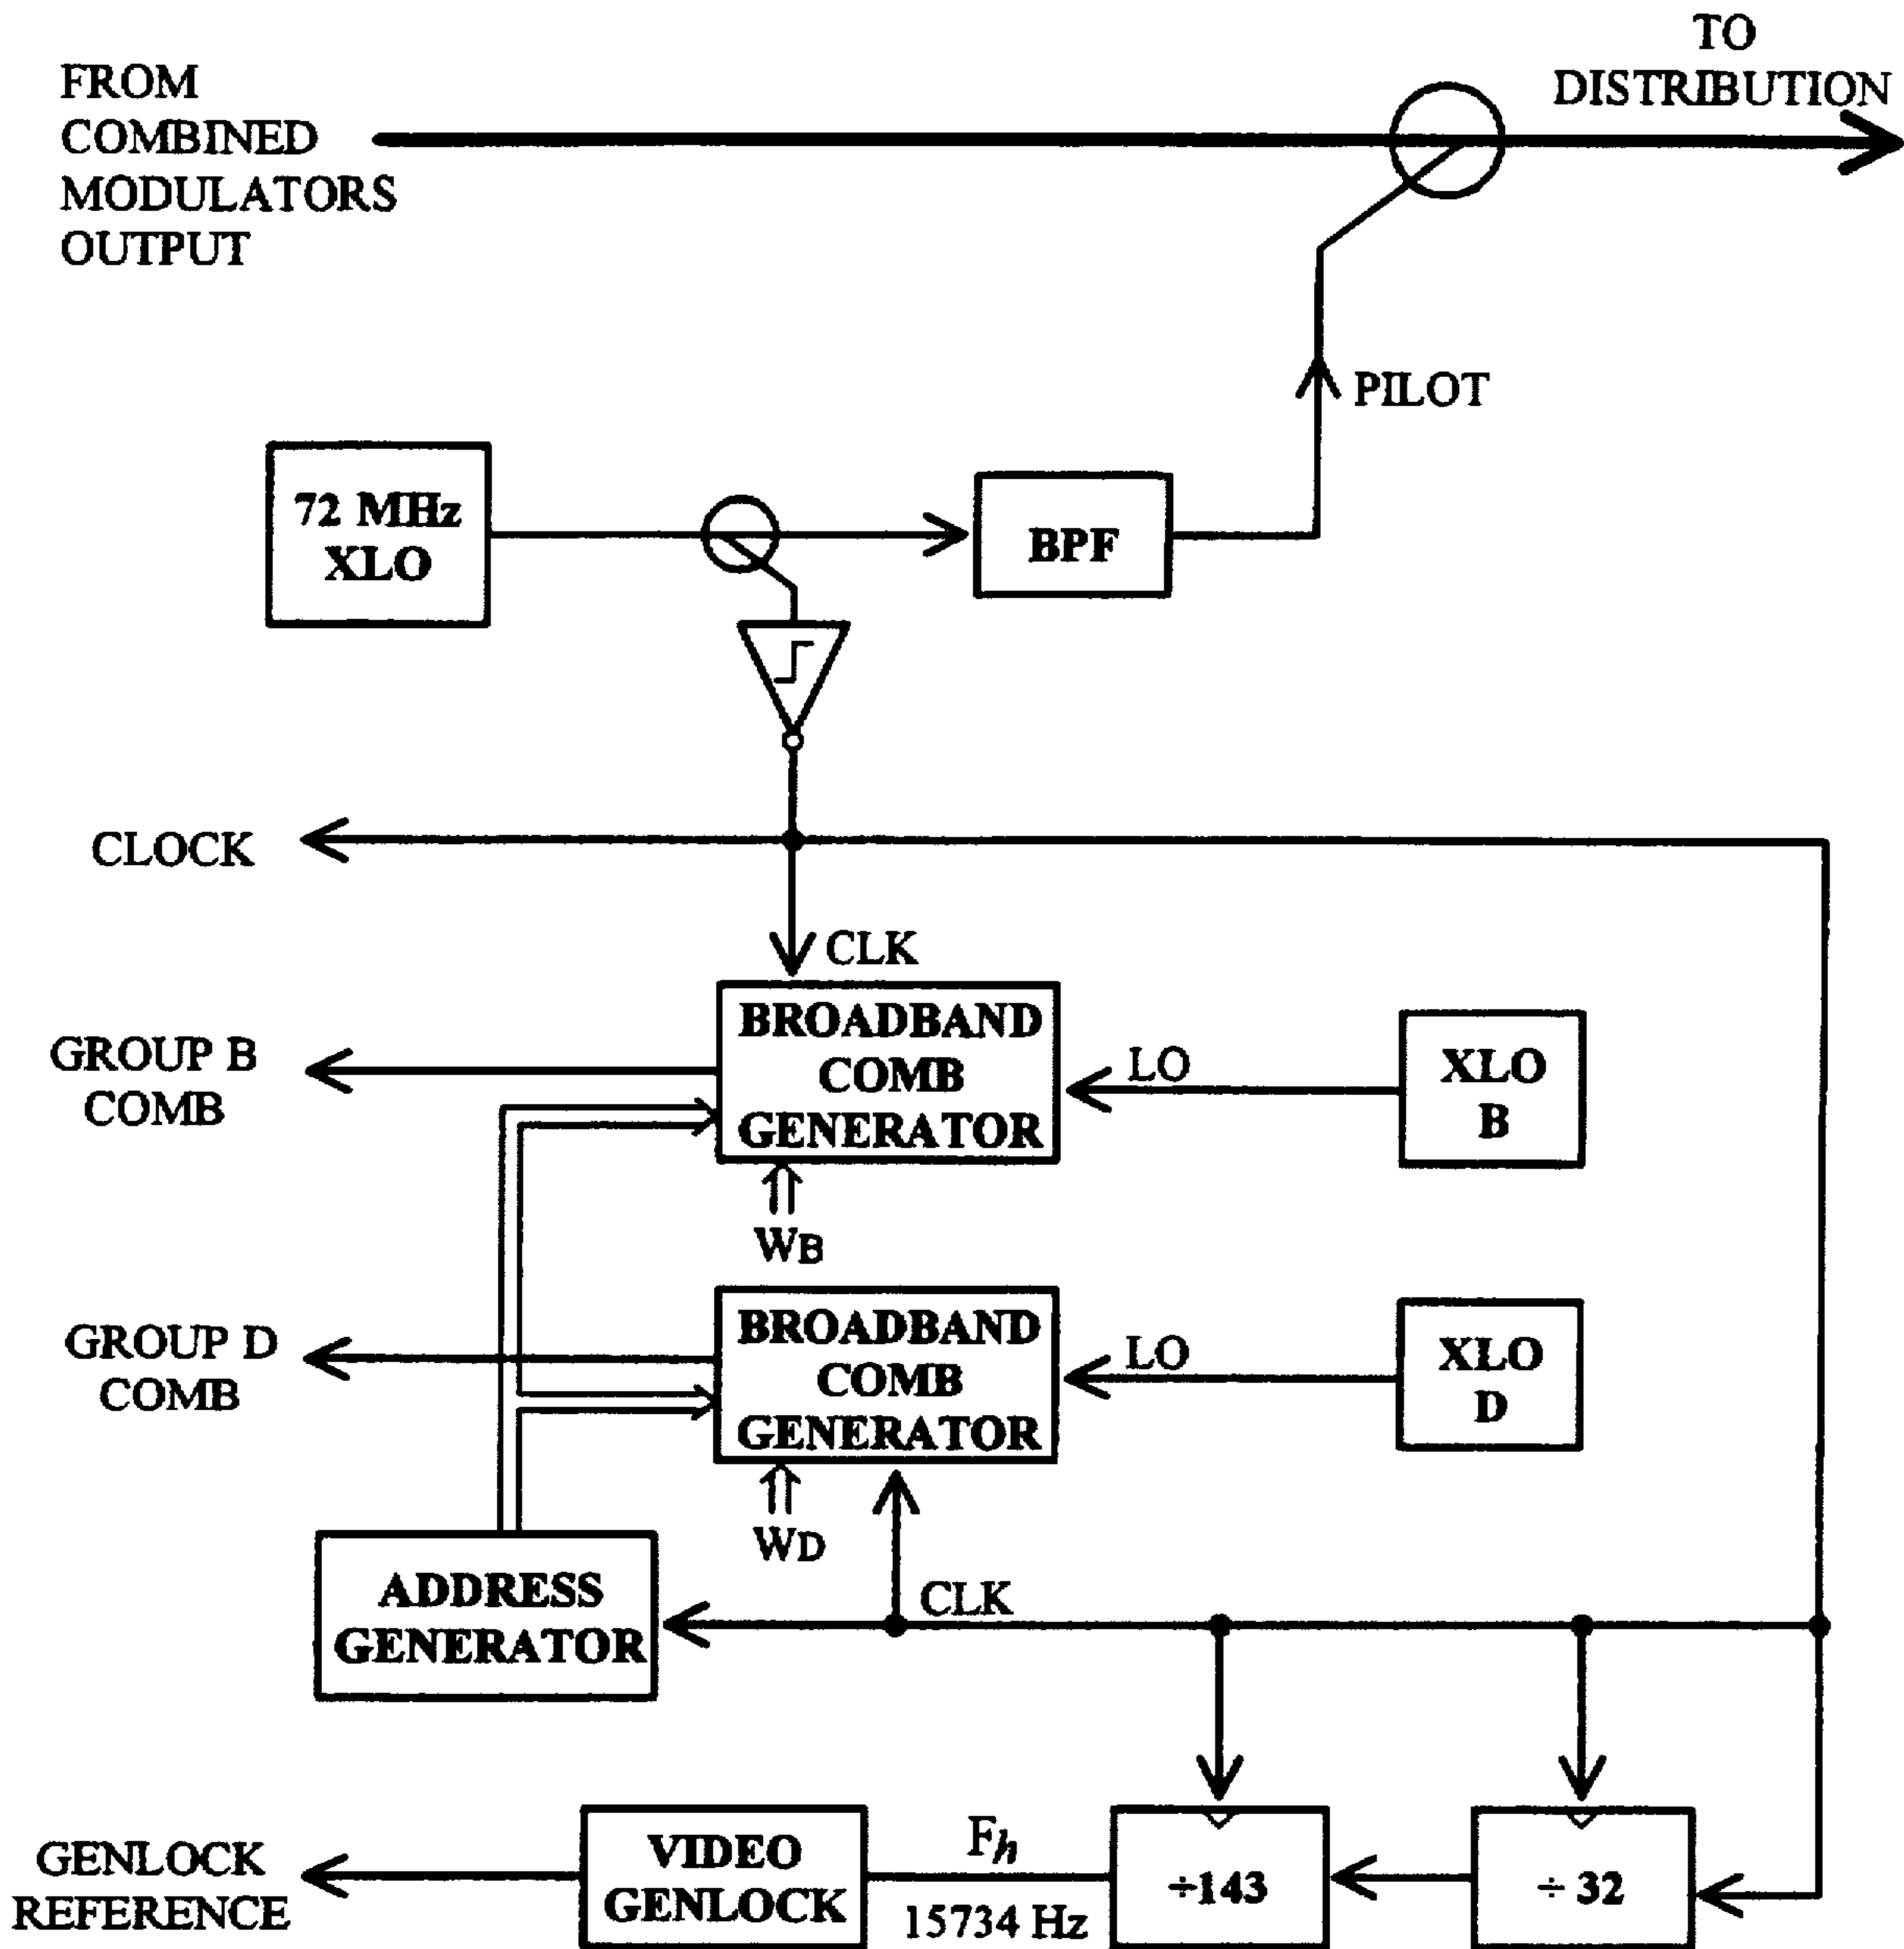 TO
DISTRIBUTION
FROM
COMBINED
MODULATORS
OUTPUT
PILOT
72 MHz
XLO
BPF
CLOCK
CLK
BROADBAND
COMB
GENERATOR
GROUP B
COMB
LO
XLO
B
WB
GROUP D
COMB
BROADBAND
COMB
GENERATOR
LO
XLO
D
WD
ADDRESS
GENERATOR
CLK
GENLOCK
REFERENCE
VIDEO
GENLOCK
Fh
15734 Hz
÷143
÷ 32